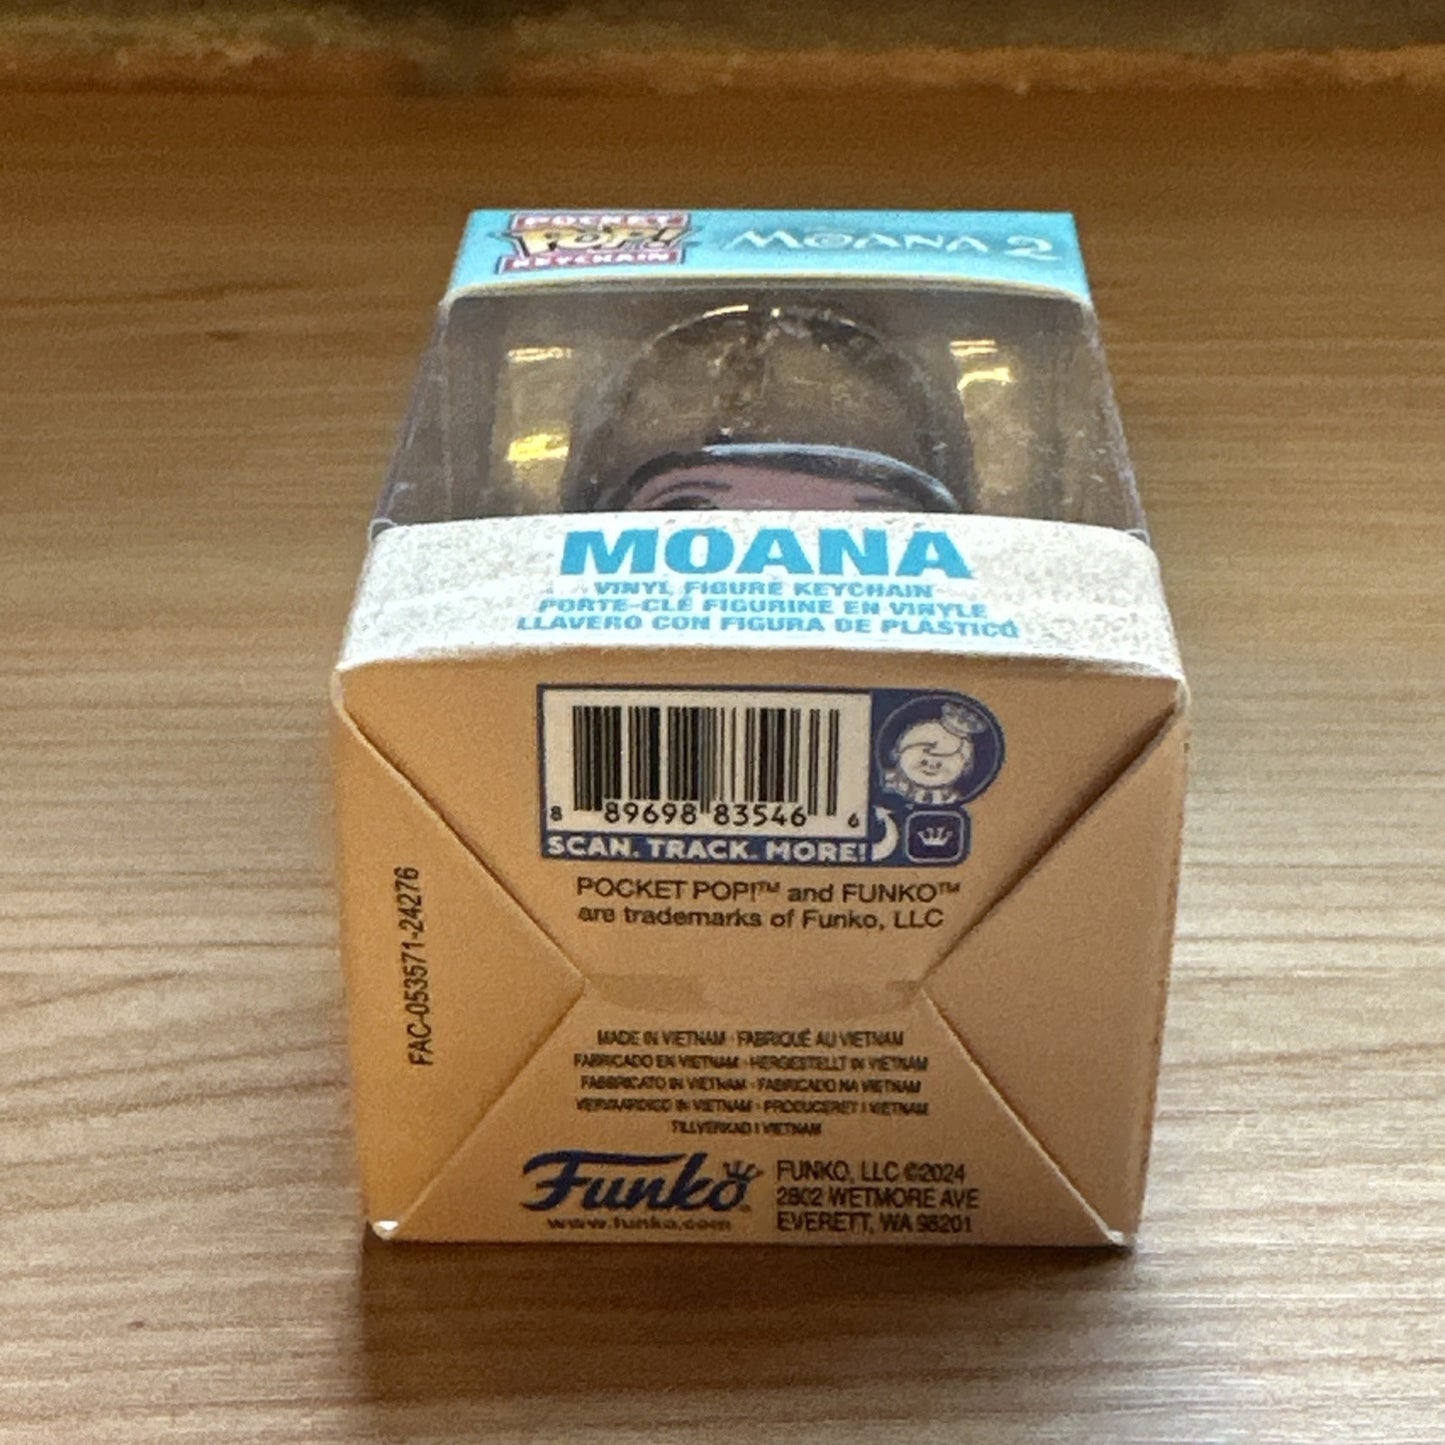 POCKET
POP!
KEYCHAIN
MOANA 2
MOANA
VINYL FIGURE KEYCHAIN
PORTE-CLÉ FIGURINE EN VINYLE
LLAVERO CON FIGURA DE PLÁSTICO
8 89698 83546 6
SCAN. TRACK. MORE!
POCKET POP!™ and FUNKO™
are trademarks of Funko, LLC
FAC-053571-24276
MADE IN VIETNAM · FABRIQUÉ AU VIETNAM
FABRICADO EN VIETNAM · HERGESTELLT IN VIETNAM
FABBRICATO IN VIETNAM · FABRICADO NA VIETNAM
VERVAARDIGD IN VIETNAM · PRODUCERET I VIETNAM
TILLVERKAD I VIETNAM
Funko
www.funko.com
FUNKO, LLC ©2024
2802 WETMORE AVE
EVERETT, WA 98201